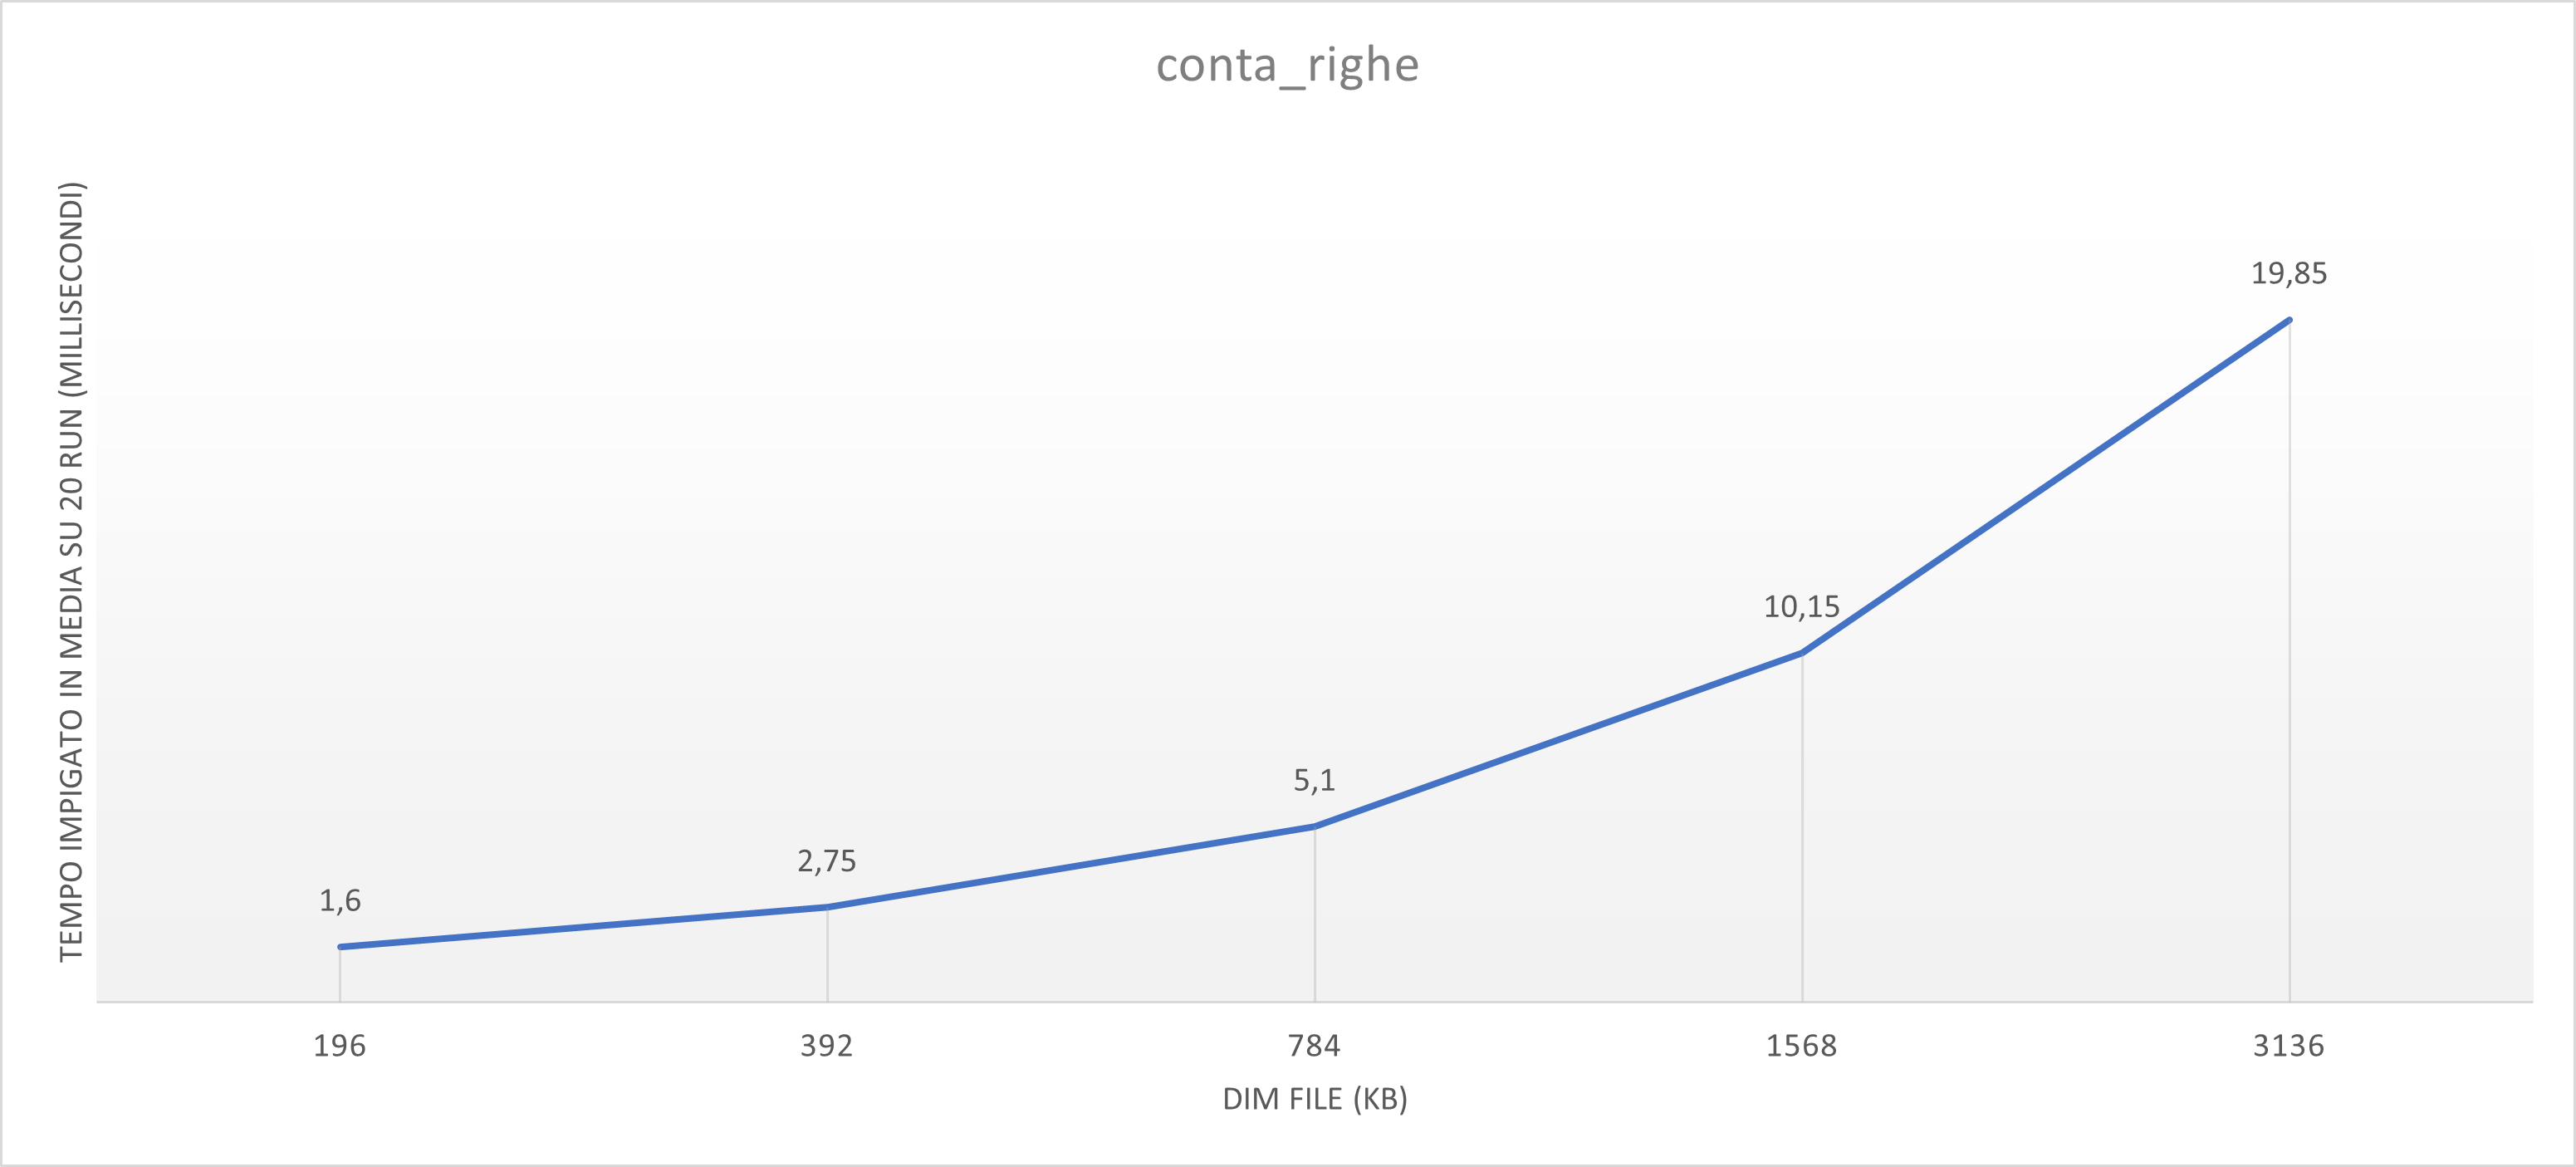 conta_righe
TEMPO IMPIGATO IN MEDIA SU 20 RUN (MILLISECONDI)
19,85
10,15
5,1
2,75
1,6
196 392 784 1568 3136
DIM FILE (KB)